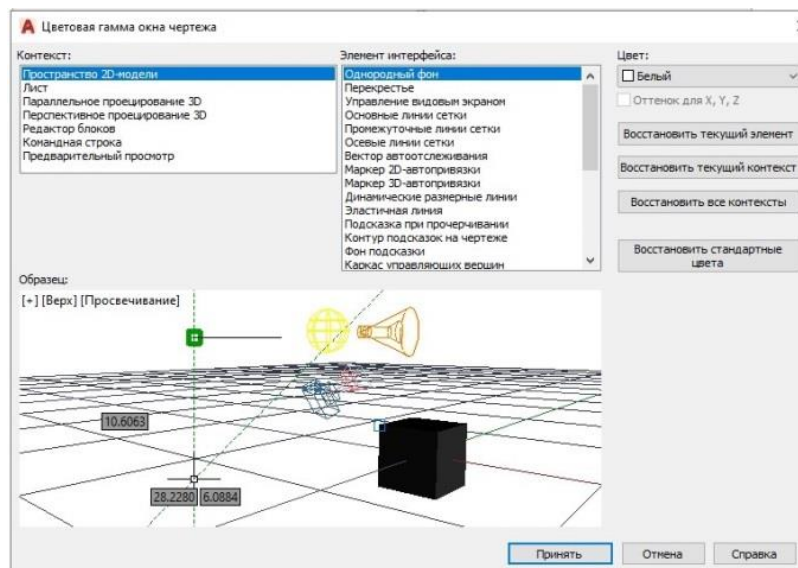 Цветовая гамма окна чертежа
Контекст:
Пространство 2D-модели
Лист
Параллельное проецирование 3D
Перспективное проецирование 3D
Редактор блоков
Командная строка
Предварительный просмотр
Элемент интерфейса:
Однородный фон
Перекрестье
Управление видовым экраном
Основные линии сетки
Промежуточные линии сетки
Осевые линии сетки
Вектор автоотслеживания
Маркер 2D-автопривязки
Маркер 3D-автопривязки
Динамические размерные линии
Эластичная линия
Подсказка при прочерчивании
Контур подсказок на чертеже
Фон подсказки
Каркас управляющих вершин
Цвет:
Белый
Оттенок для X, Y, Z
Восстановить текущий элемент
Восстановить текущий контекст
Восстановить все контексты
Восстановить стандартные
цвета
Образец:
[+] [Верх] [Просвечивание]
10.6063
28.2280 6.0884
Принять
Отмена
Справка